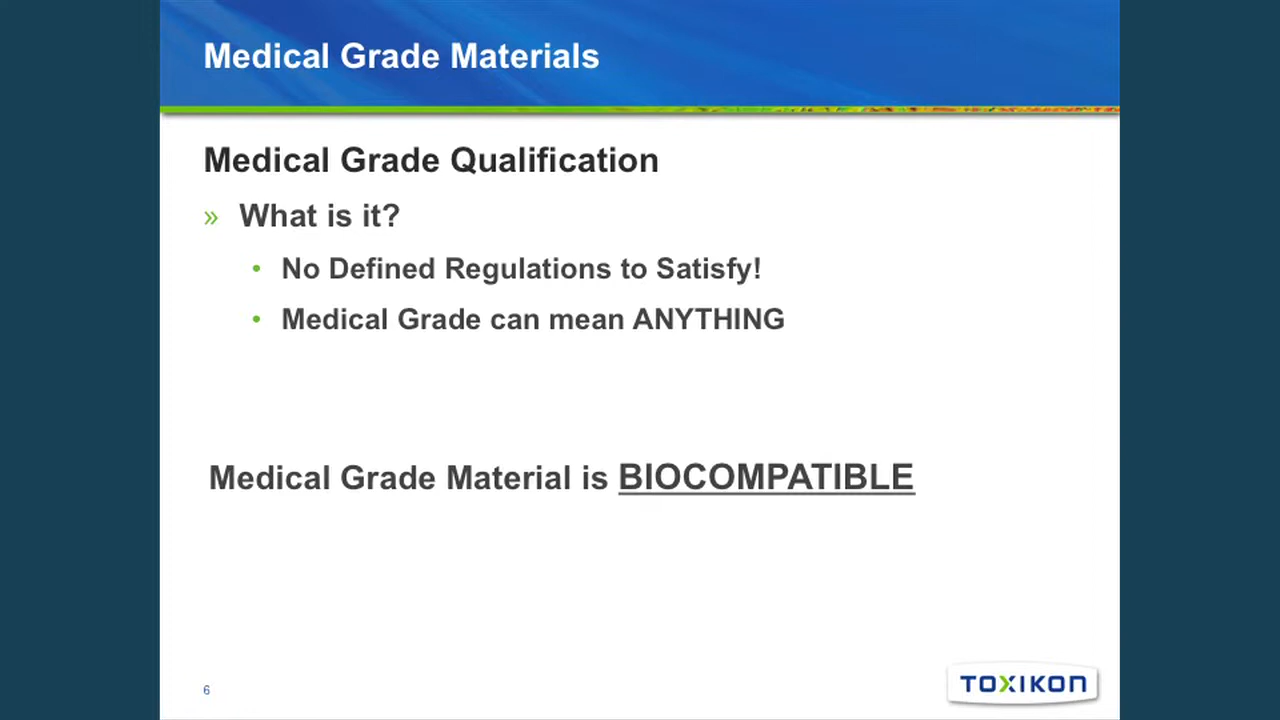 Medical Grade Materials
Medical Grade Qualification
» What is it?
• No Defined Regulations to Satisfy!
• Medical Grade can mean ANYTHING
Medical Grade Material is BIOCOMPATIBLE
6
TOXIKON